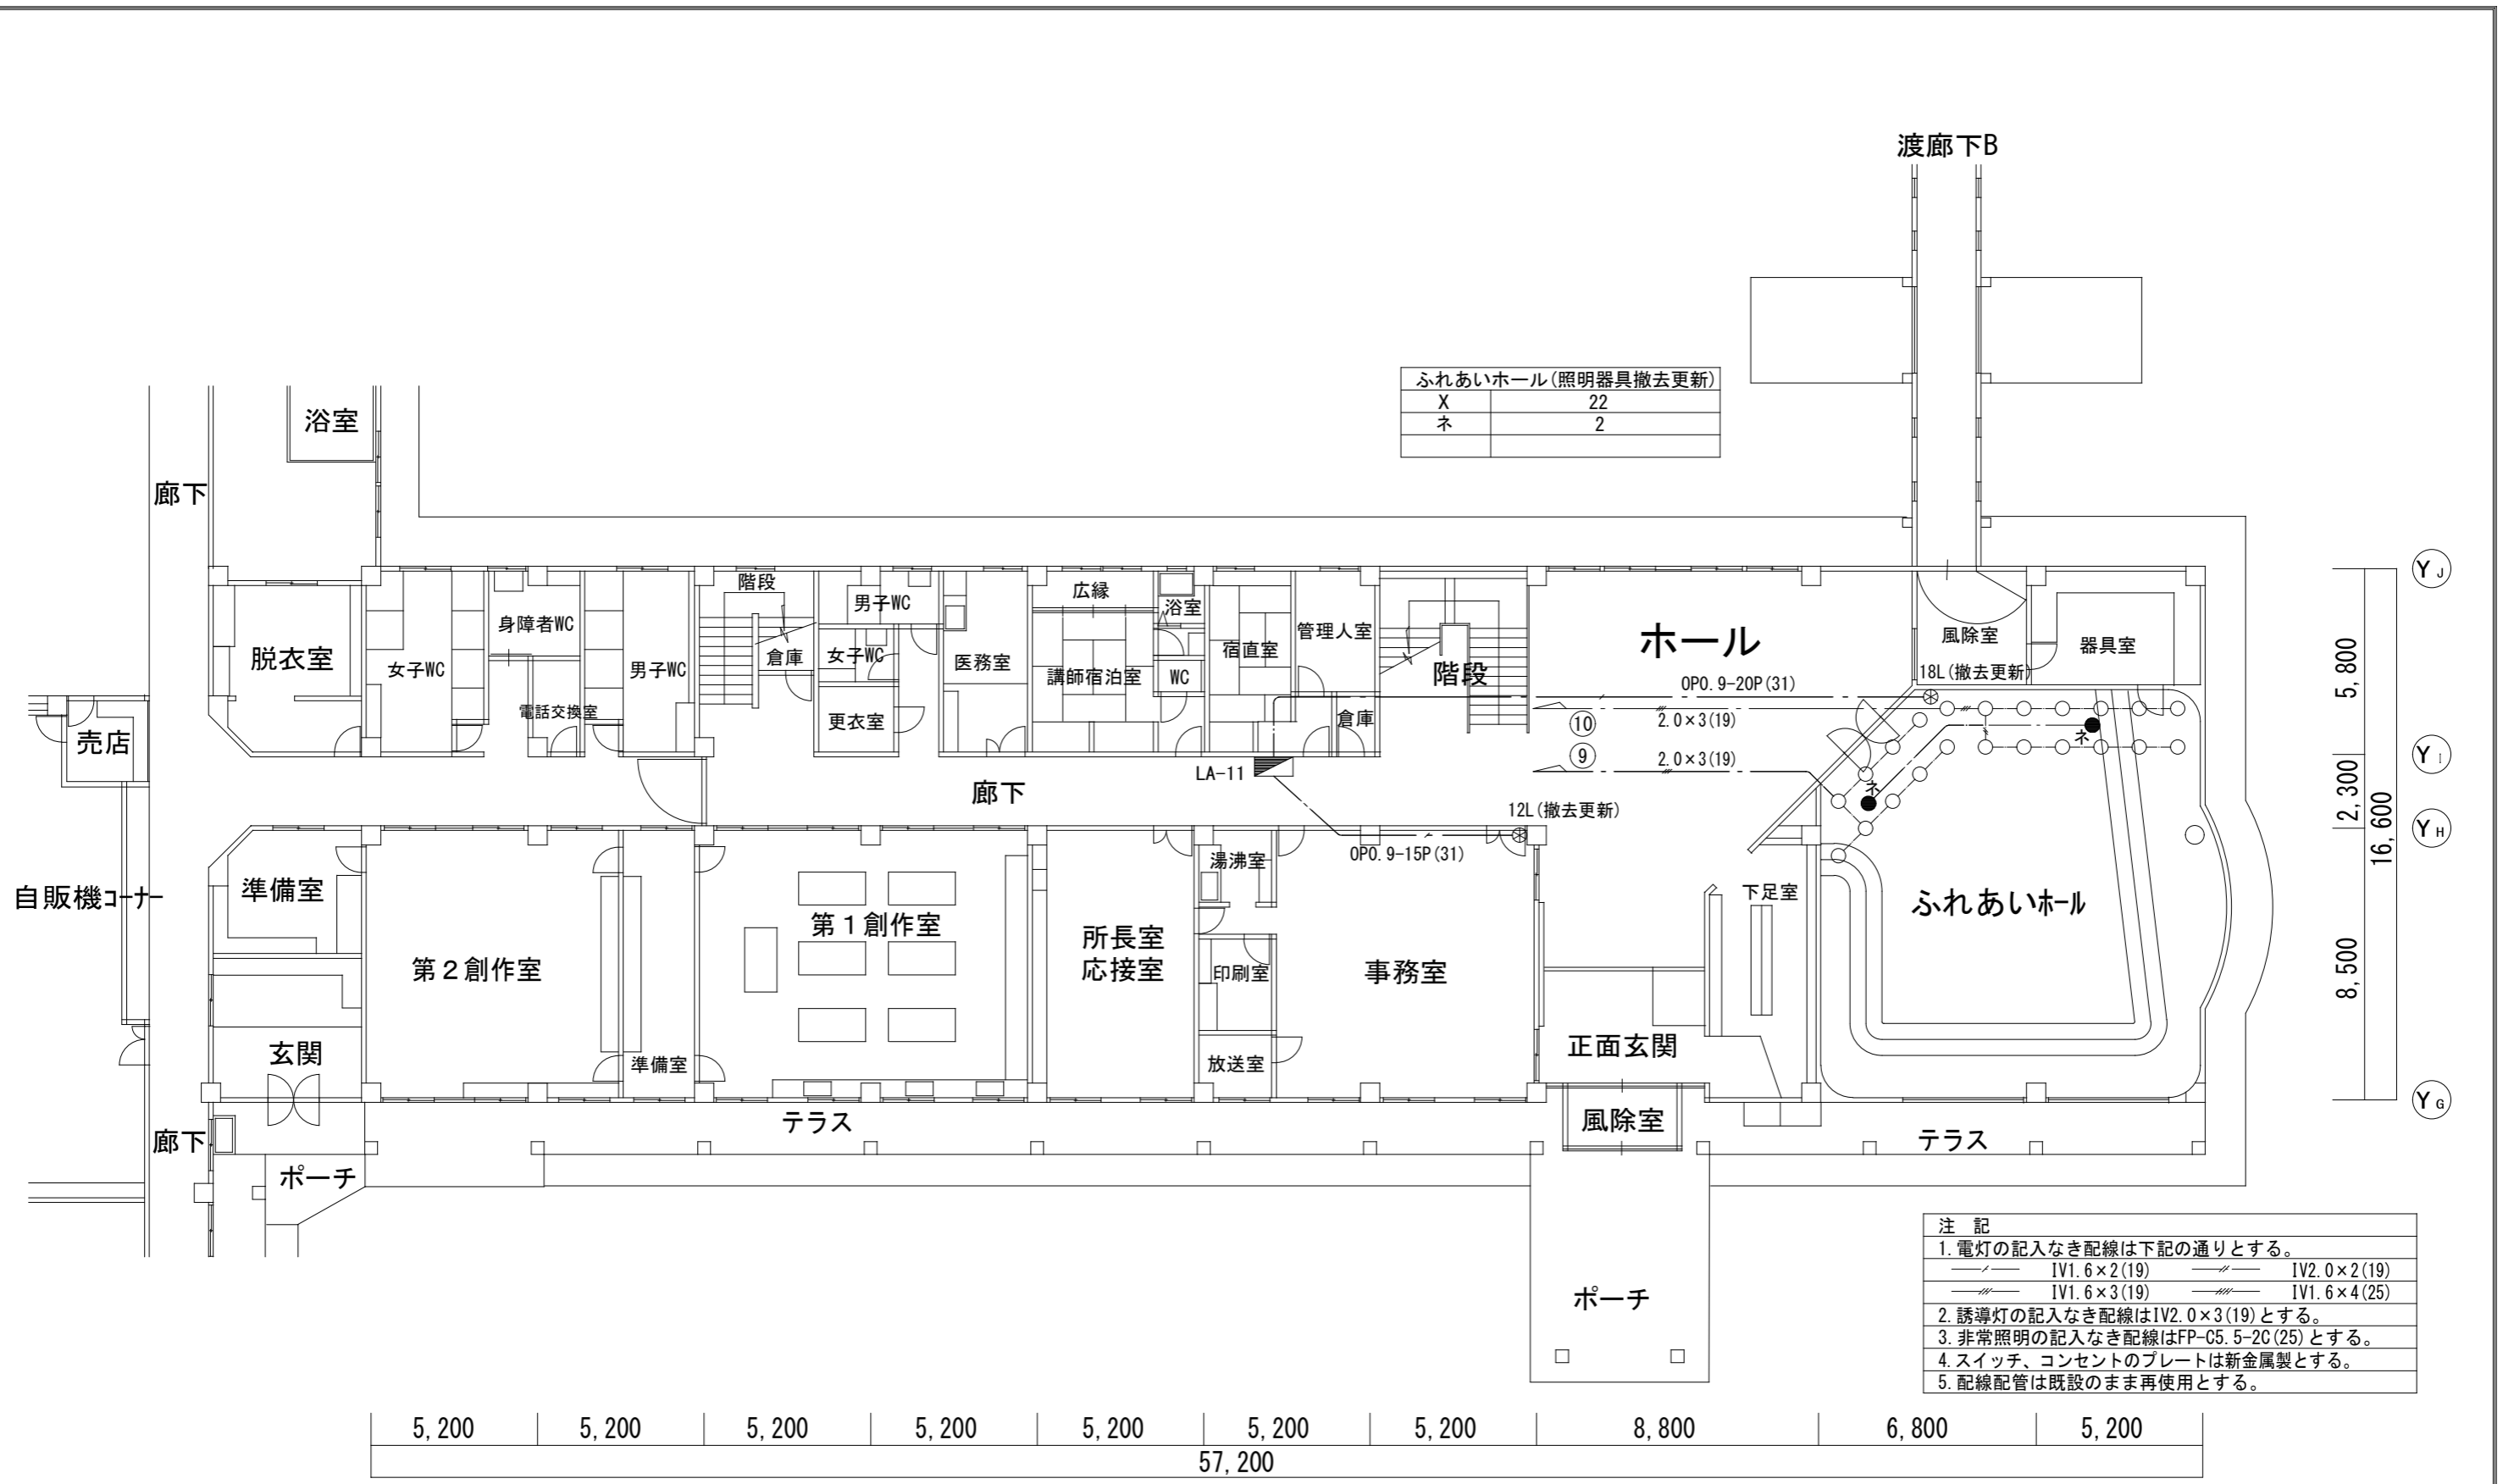 渡廊下B
ふれあいホール(照明器具撤去更新)
X 22
ネ 2
浴室
廊下
脱衣室
女子WC
身障者WC
電話交換室
男子WC
階段
倉庫
男子WC
女子WC
更衣室
医務室
広縁
講師宿泊室
浴室
WC
宿直室
管理人室
倉庫
階段
ホール
風除室
器具室
18L(撤去更新)
OP0.9-20P(31)
⑩ 2.0×3(19)
⑨ 2.0×3(19)
ネ
ネ
LA-11
廊下
12L(撤去更新)
OP0.9-15P(31)
売店
自販機コーナー
準備室
第2創作室
玄関
準備室
第1創作室
所長室
応接室
湯沸室
印刷室
放送室
事務室
下足室
正面玄関
ふれあいホール
風除室
テラス
テラス
廊下
ポーチ
ポーチ
YJ
YI
YH
YG
5,800
2,300
8,500
16,600
注 記
1.電灯の記入なき配線は下記の通りとする。
IV1.6×2(19) IV2.0×2(19)
IV1.6×3(19) IV1.6×4(25)
2.誘導灯の記入なき配線はIV2.0×3(19)とする。
3.非常照明の記入なき配線はFP-C5.5-2C(25)とする。
4.スイッチ、コンセントのプレートは新金属製とする。
5.配線配管は既設のまま再使用とする。
5,200 5,200 5,200 5,200 5,200 5,200 5,200 8,800 6,800 5,200
57,200